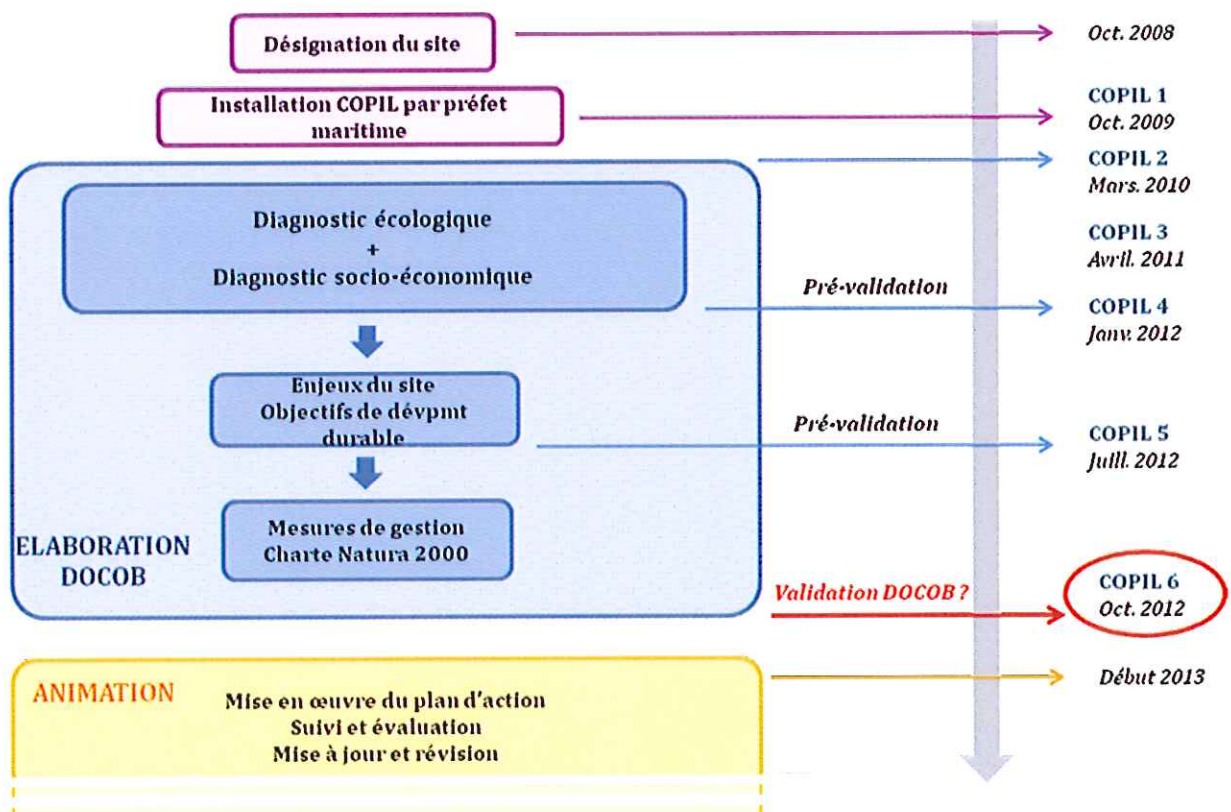 Désignation du site
Oct. 2008
Installation COPIL par préfet
maritime
COPIL 1
Oct. 2009
COPIL 2
Mars. 2010
Diagnostic écologique
+
Diagnostic socio-économique
COPIL 3
Avril. 2011
Pré-validation
COPIL 4
Janv. 2012
Enjeux du site
Objectifs de dévpmt
durable
Pré-validation
COPIL 5
Juill. 2012
Mesures de gestion
Charte Natura 2000
ELABORATION
DOCOB
Validation DOCOB ?
COPIL 6
Oct. 2012
ANIMATION
Mise en œuvre du plan d'action
Suivi et évaluation
Mise à jour et révision
Début 2013